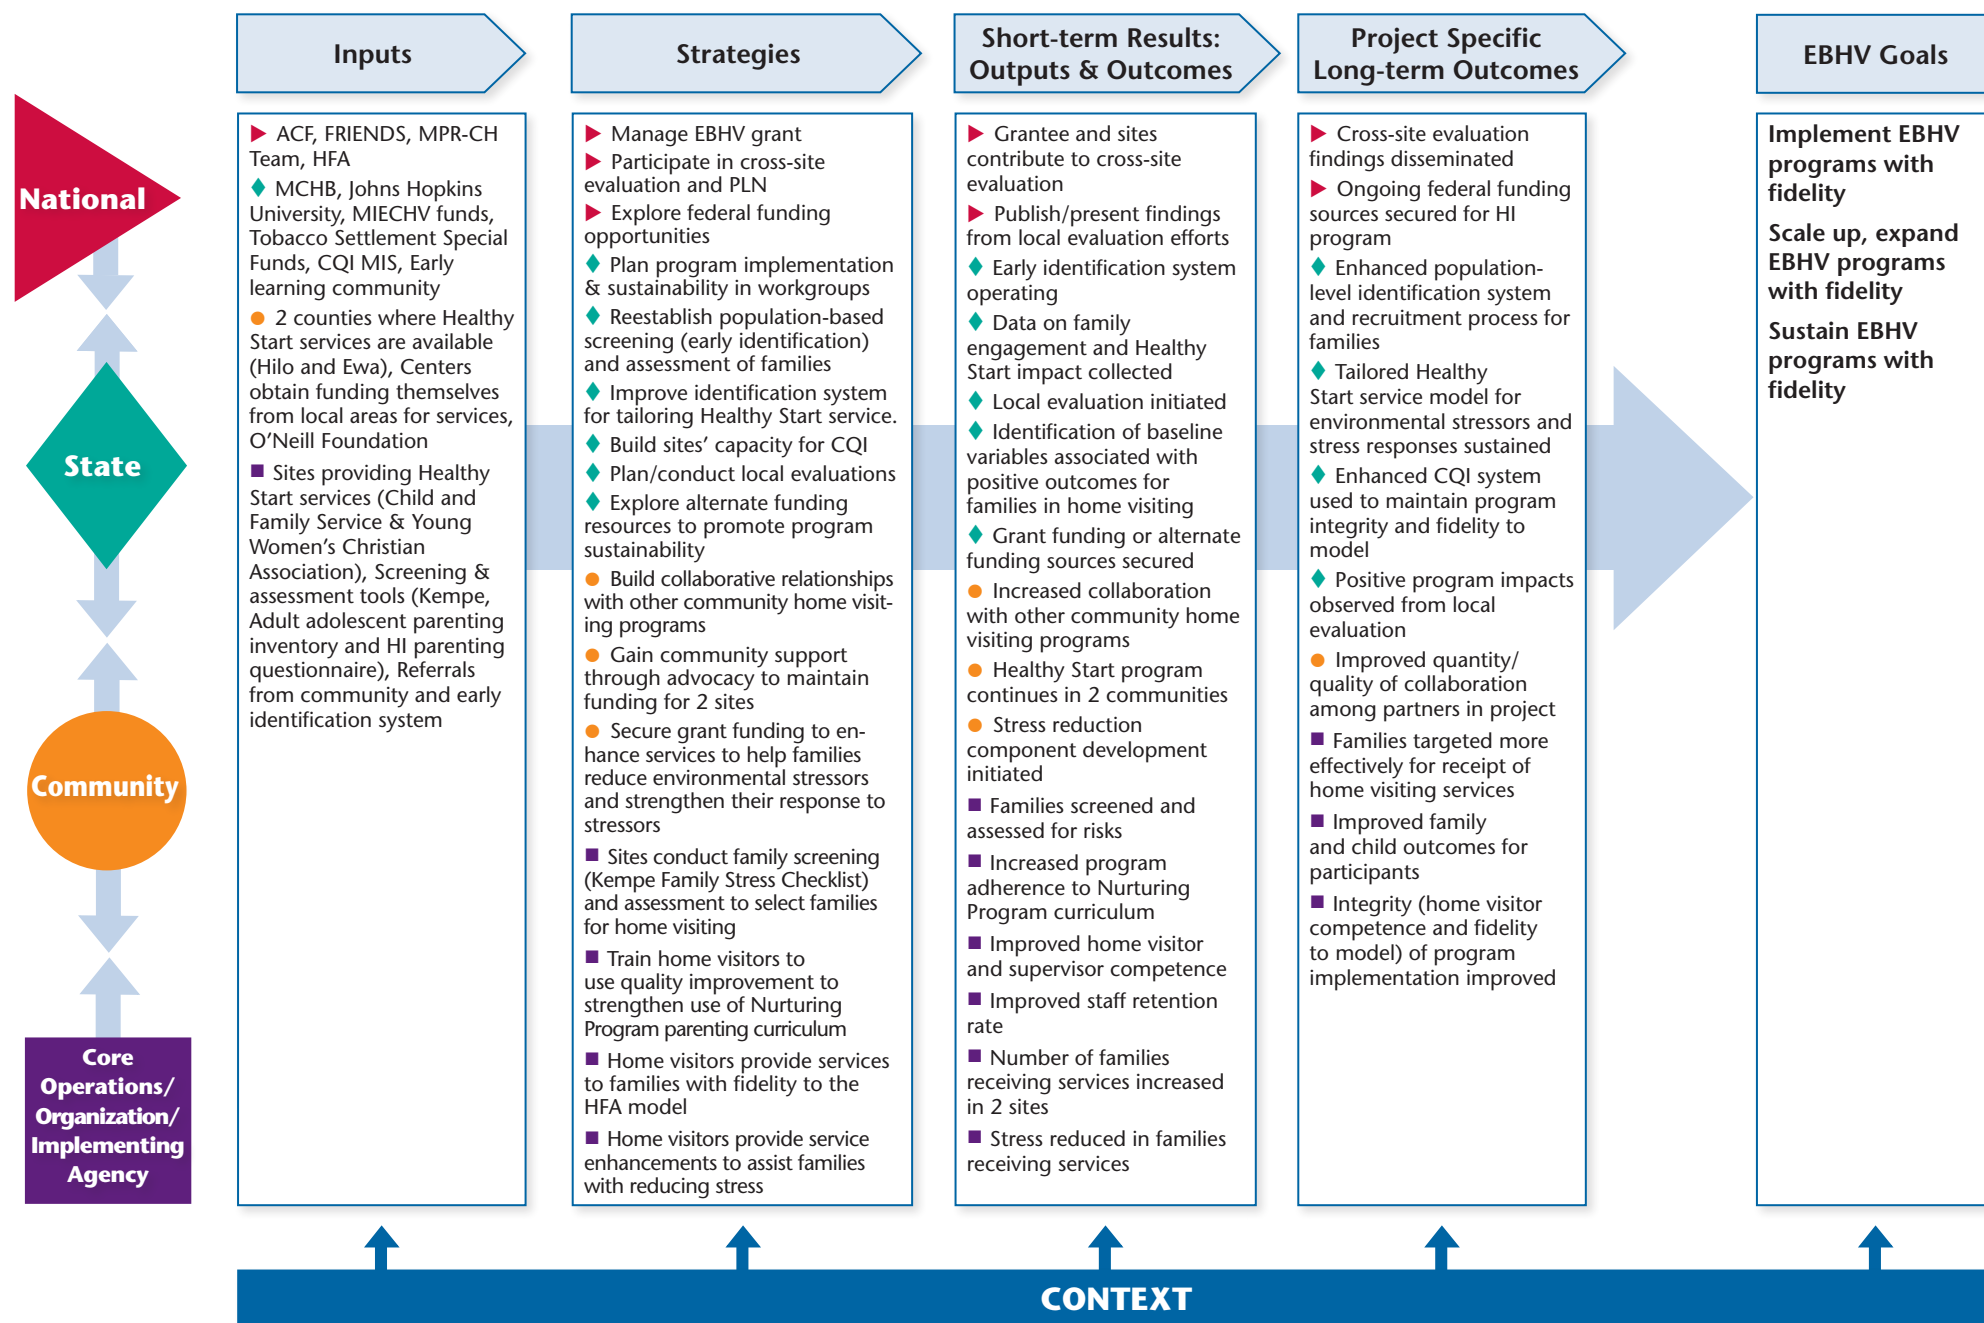 Inputs
Strategies
Short-term Results:
Outputs & Outcomes
Project Specific
Long-term Outcomes
EBHV Goals
National
State
Community
Core
Operations/
Organization/
Implementing
Agency
ACF, FRIENDS, MPR-CH
Team, HFA
MCHB, Johns Hopkins
University, MIECHV funds,
Tobacco Settlement Special
Funds, CQI MIS, Early
learning community
2 counties where Healthy
Start services are available
(Hilo and Ewa), Centers
obtain funding themselves
from local areas for services,
O'Neill Foundation
Sites providing Healthy
Start services (Child and
Family Service & Young
Women's Christian
Association), Screening &
assessment tools (Kempe,
Adult adolescent parenting
inventory and HI parenting
questionnaire), Referrals
from community and early
identification system
Manage EBHV grant
Participate in cross-site
evaluation and PLN
Explore federal funding
opportunities
Plan program implementation
& sustainability in workgroups
Reestablish population-based
screening (early identification)
and assessment of families
Improve identification system
for tailoring Healthy Start service.
Build sites' capacity for CQI
Plan/conduct local evaluations
Explore alternate funding
resources to promote program
sustainability
Build collaborative relationships
with other community home visit-
ing programs
Gain community support
through advocacy to maintain
funding for 2 sites
Secure grant funding to en-
hance services to help families
reduce environmental stressors
and strengthen their response to
stressors
Sites conduct family screening
(Kempe Family Stress Checklist)
and assessment to select families
for home visiting
Train home visitors to
use quality improvement to
strengthen use of Nurturing
Program parenting curriculum
Home visitors provide services
to families with fidelity to the
HFA model
Home visitors provide service
enhancements to assist families
with reducing stress
Grantee and sites
contribute to cross-site
evaluation
Publish/present findings
from local evaluation efforts
Early identification system
operating
Data on family
engagement and Healthy
Start impact collected
Local evaluation initiated
Identification of baseline
variables associated with
positive outcomes for
families in home visiting
Grant funding or alternate
funding sources secured
Increased collaboration
with other community home
visiting programs
Healthy Start program
continues in 2 communities
Stress reduction
component development
initiated
Families screened and
assessed for risks
Increased program
adherence to Nurturing
Program curriculum
Improved home visitor
and supervisor competence
Improved staff retention
rate
Number of families
receiving services increased
in 2 sites
Stress reduced in families
receiving services
Cross-site evaluation
findings disseminated
Ongoing federal funding
sources secured for HI
program
Enhanced population-
level identification system
and recruitment process for
families
Tailored Healthy
Start service model for
environmental stressors and
stress responses sustained
Enhanced CQI system
used to maintain program
integrity and fidelity to
model
Positive program impacts
observed from local
evaluation
Improved quantity/
quality of collaboration
among partners in project
Families targeted more
effectively for receipt of
home visiting services
Improved family
and child outcomes for
participants
Integrity (home visitor
competence and fidelity
to model) of program
implementation improved
Implement EBHV
programs with
fidelity
Scale up, expand
EBHV programs
with fidelity
Sustain EBHV
programs with
fidelity
CONTEXT